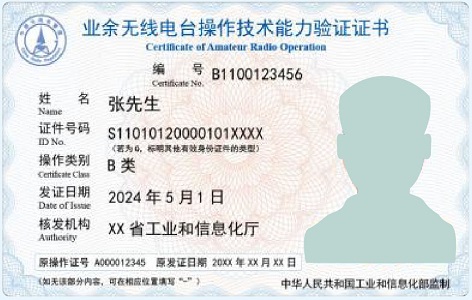 业余无线电台操作技术能力验证证书
Certificate of Amateur Radio Operation
编 号 B1100123456
Certificate No.
姓 名 张先生
Name
证件号码 S11010120000101XXXX
ID No. (若为G,标明其他有效身份证件的类型)
操作类别 B 类
Certificate Class
发证日期 2024 年 5 月 1 日
Date of Issue
核发机构 XX 省工业和信息化厅
Authority
原操作证号 A000012345 原发证日期 20XX 年 XX 月 XX 日
(如无该部分内容,可在相应位置填写"-") 中华人民共和国工业和信息化部监制